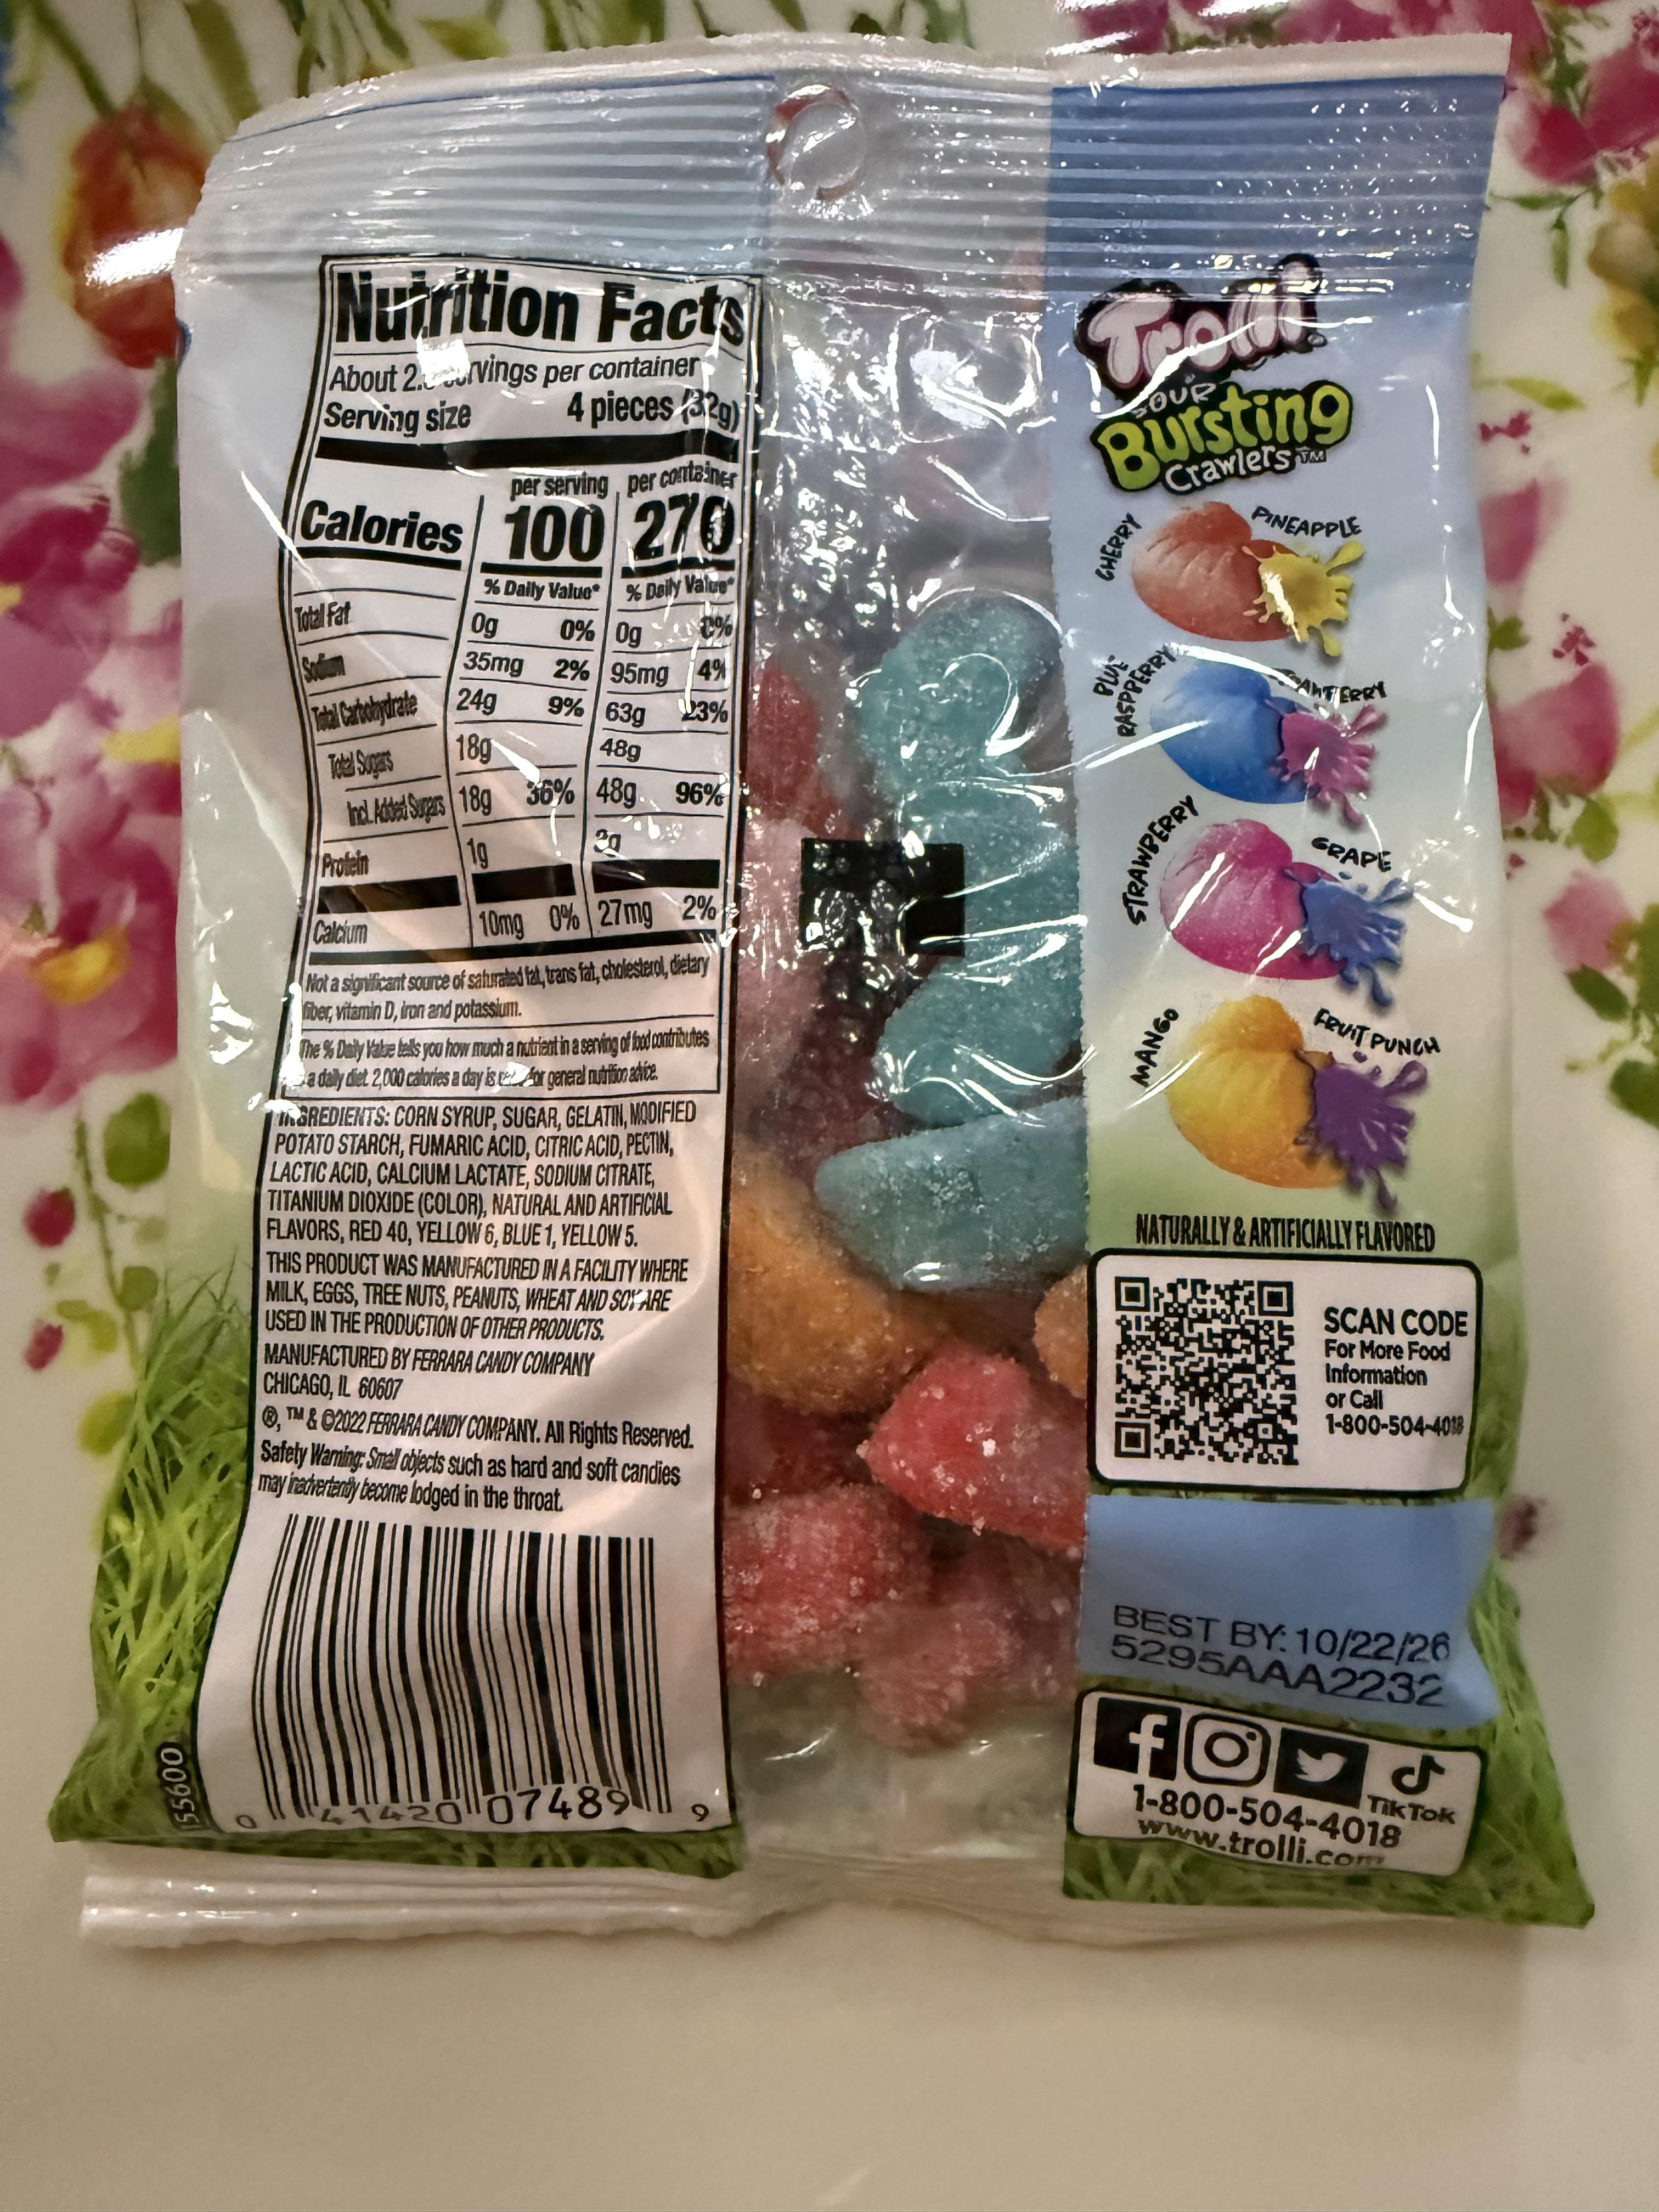 Nutrition Facts
About 2. servings per container
Serving size 4 pieces (32g)
per serving per container
Calories 100 270
% Daily Value* % Daily Value*
Total Fat 0g 0% 0g 0%
Sodium 35mg 2% 95mg 4%
Total Carbohydrate 24g 9% 63g 23%
Total Sugars 18g 48g
Incl. Added Sugars 18g 36% 48g 96%
Protein 1g
Calcium 10mg 0% 27mg 2%
Not a significant source of saturated fat, trans fat, cholesterol, dietary
fiber, vitamin D, iron and potassium.
The % Daily Value tells you how much a nutrient in a serving of food contributes
a daily diet. 2,000 calories a day is used for general nutrition advice.
INGREDIENTS: CORN SYRUP, SUGAR, GELATIN, MODIFIED
POTATO STARCH, FUMARIC ACID, CITRIC ACID, PECTIN,
LACTIC ACID, CALCIUM LACTATE, SODIUM CITRATE,
TITANIUM DIOXIDE (COLOR), NATURAL AND ARTIFICIAL
FLAVORS, RED 40, YELLOW 6, BLUE 1, YELLOW 5.
THIS PRODUCT WAS MANUFACTURED IN A FACILITY WHERE
MILK, EGGS, TREE NUTS, PEANUTS, WHEAT AND SOY ARE
USED IN THE PRODUCTION OF OTHER PRODUCTS.
MANUFACTURED BY FERRARA CANDY COMPANY
CHICAGO, IL 60607
®, ™ & ©2022 FERRARA CANDY COMPANY. All Rights Reserved.
Safety Warning: Small objects such as hard and soft candies
may inadvertently become lodged in the throat.
0 41420 07489 9
155600
Trolli
SOUR
Bursting
Crawlers™
CHERRY
PINEAPPLE
BLUE
RASPBERRY
STRAWBERRY
STRAWBERRY
GRAPE
MANGO
FRUIT PUNCH
NATURALLY & ARTIFICIALLY FLAVORED
SCAN CODE
For More Food
Information
or Call
1-800-504-4018
BEST BY: 10/22/26
5295AAA2232
TikTok
1-800-504-4018
www.trolli.com